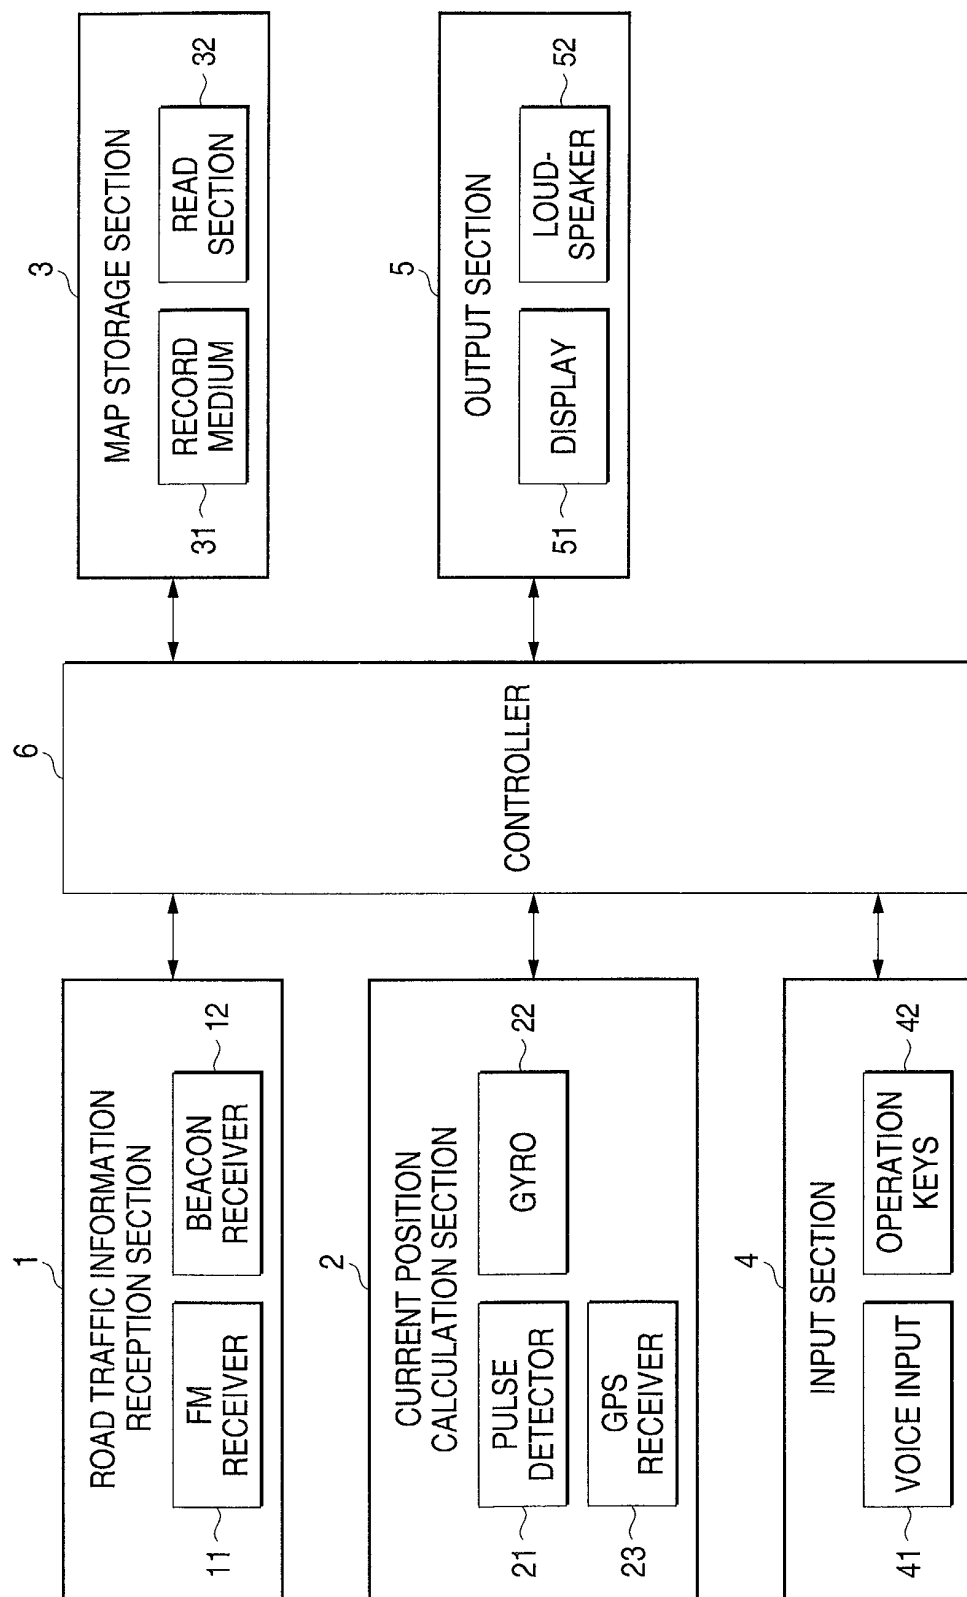 1
ROAD TRAFFIC INFORMATION
RECEPTION SECTION
FM
RECEIVER
11
BEACON
RECEIVER
12
2
CURRENT POSITION
CALCULATION SECTION
PULSE
DETECTOR
21
GYRO
22
GPS
RECEIVER
23
4
INPUT SECTION
VOICE INPUT
41
OPERATION
KEYS
42
6
CONTROLLER
3
MAP STORAGE SECTION
RECORD
MEDIUM
31
READ
SECTION
32
5
OUTPUT SECTION
DISPLAY
51
LOUD-
SPEAKER
52